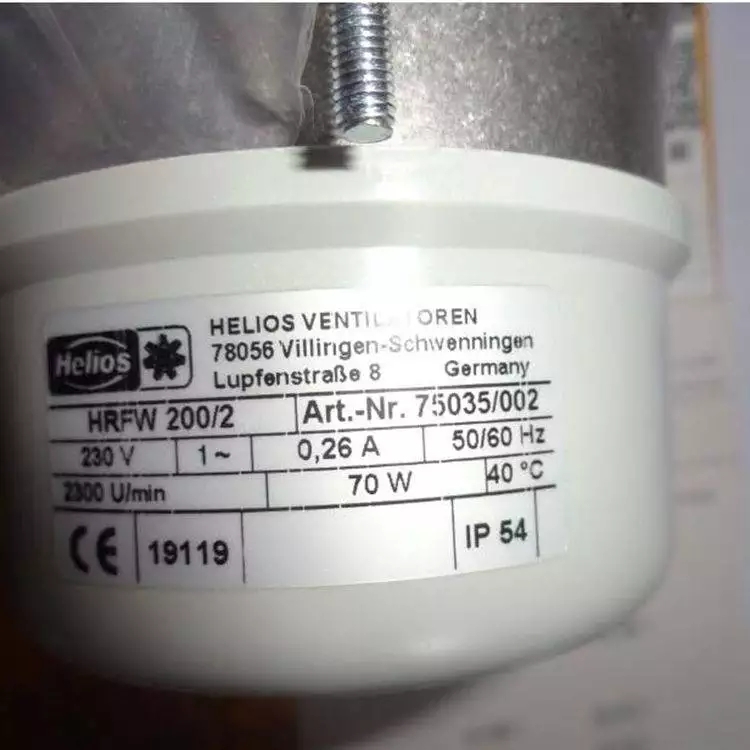 HELIOS VENTILATOREN
78056 Villingen-Schwenningen
Lupfenstraße 8 Germany
Helios
HRFW 200/2 Art.-Nr. 75035/002
230 V 1~ 0,26 A 50/60 Hz
2300 U/min 70 W 40 °C
CE 19119 IP 54